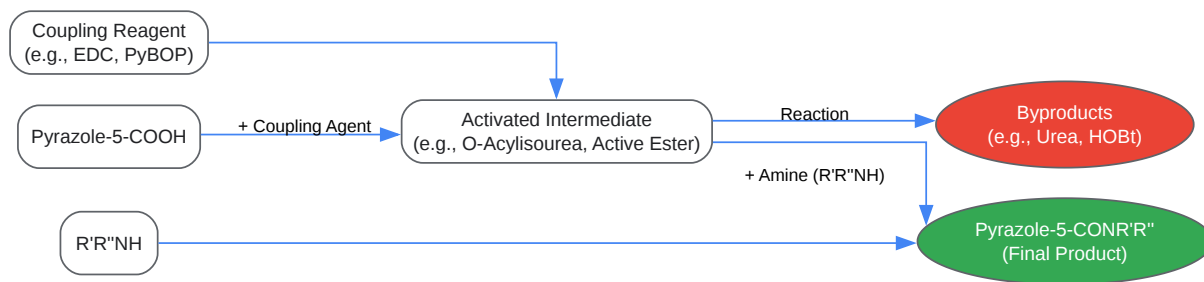 Coupling Reagent
(e.g., EDC, PyBOP)
Pyrazole-5-COOH
+ Coupling Agent
Activated Intermediate
(e.g., O-Acylisourea, Active Ester)
Reaction
Byproducts
(e.g., Urea, HOBt)
+ Amine (R'R''NH)
R'R''NH
Pyrazole-5-CONR'R''
(Final Product)